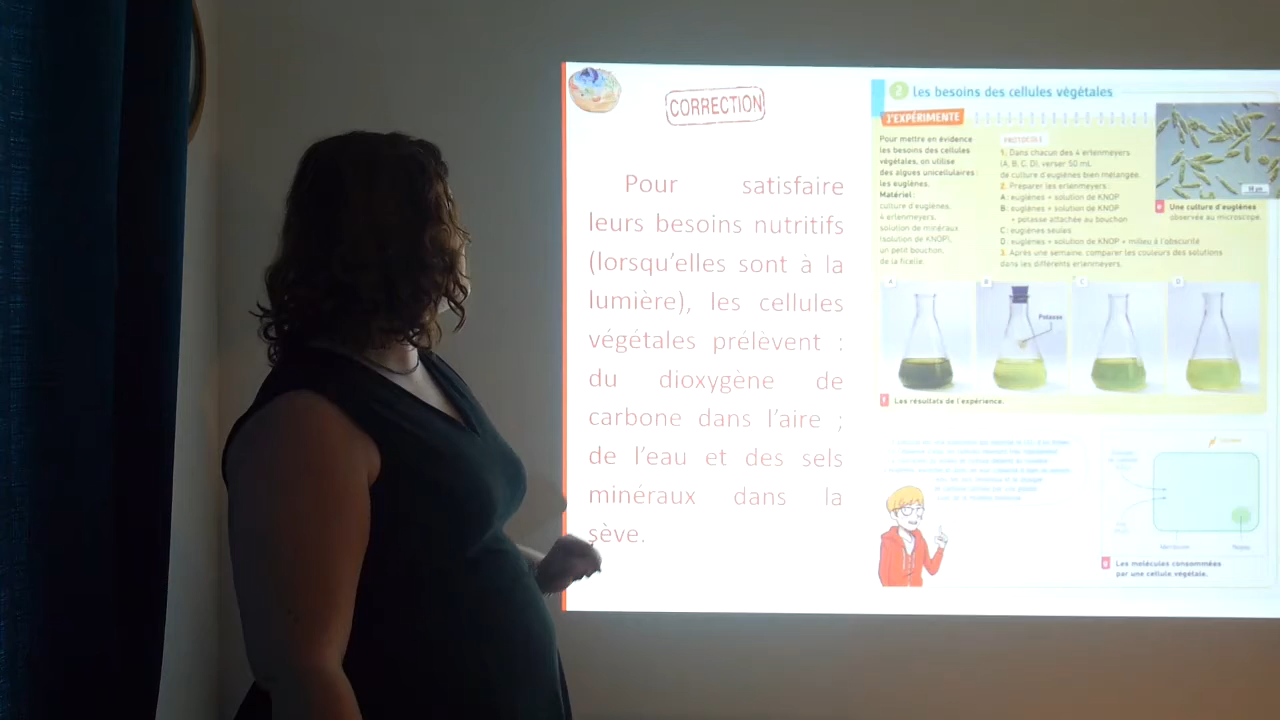 CORRECTION
Pour satisfaire
leurs besoins nutritifs
(lorsqu'elles sont à la
lumière), les cellules
végétales prélèvent :
du dioxygène de
carbone dans l'aire ;
de l'eau et des sels
minéraux dans la
sève.
2 les besoins des cellules végétales
J'EXPÉRIMENTE
Pour mettre en évidence
les besoins des cellules
végétales, on utilise
des algues unicellulaires :
les euglènes.
Matériel :
culture d'euglènes,
4 erlenmeyers,
solution de minéraux
(solution de KNOP),
un petit bouchon,
de la ficelle.
PROTOCOLE
1. Dans chacun des 4 erlenmeyers
(A, B, C, D), verser 50 mL
de culture d'euglènes bien mélangée.
2. Préparer les erlenmeyers :
A : euglènes + solution de KNOP
B : euglènes + solution de KNOP
+ potasse attachée au bouchon
C : euglènes seules
D : euglènes + solution de KNOP + milieu à l'obscurité
3. Après une semaine, comparer les couleurs des solutions
dans les différents erlenmeyers.
Une culture d'euglènes
observée au microscope.
A
B
C
D
Potasse
Les résultats de l'expérience.
Membrane
Noyau
Les molécules consommées
par une cellule végétale.